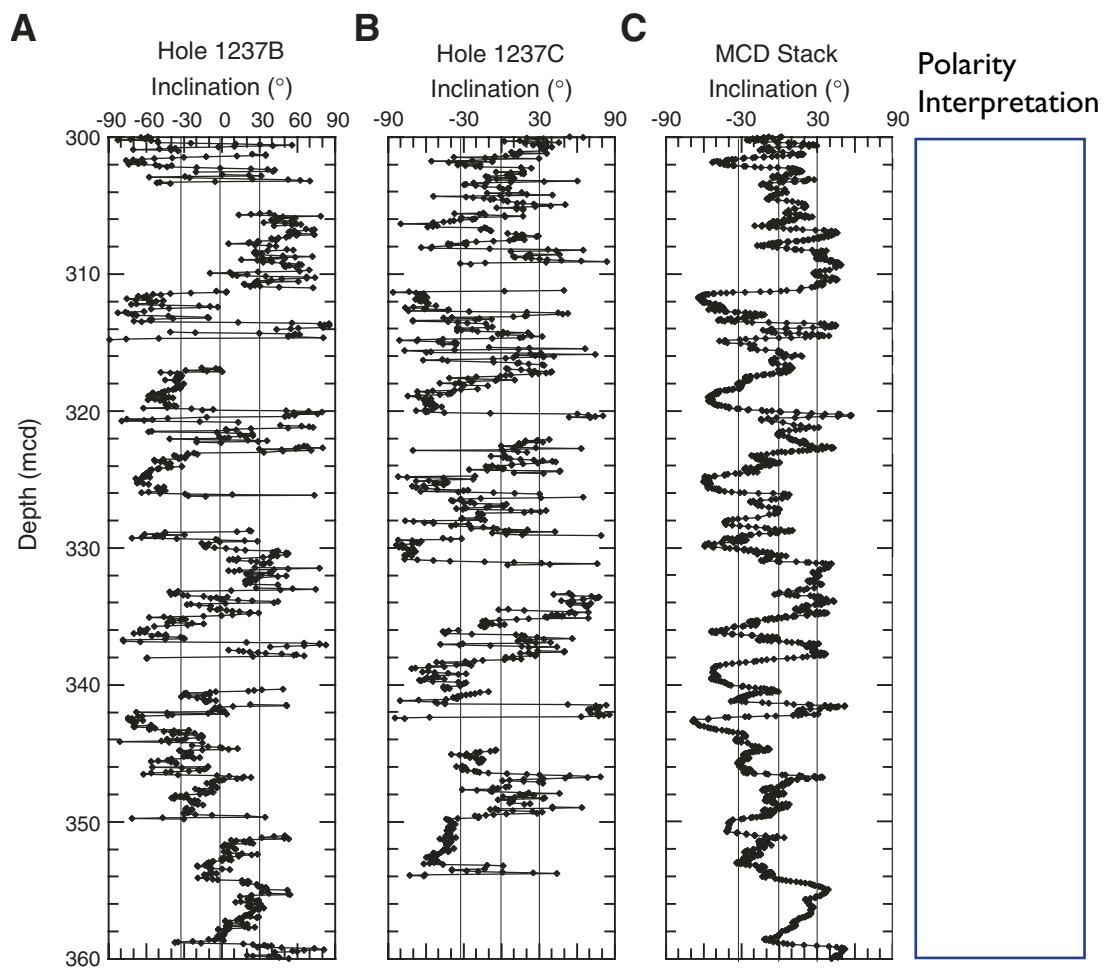 A
B
C
Hole 1237B
Hole 1237C
MCD Stack
Polarity
Interpretation
Inclination (°)
Inclination (°)
Inclination (°)
-90 -60 -30 0 30 60 90
-90 -30 30 90
-90 -30 30 90
300
310
320
330
340
350
360
Depth (mcd)